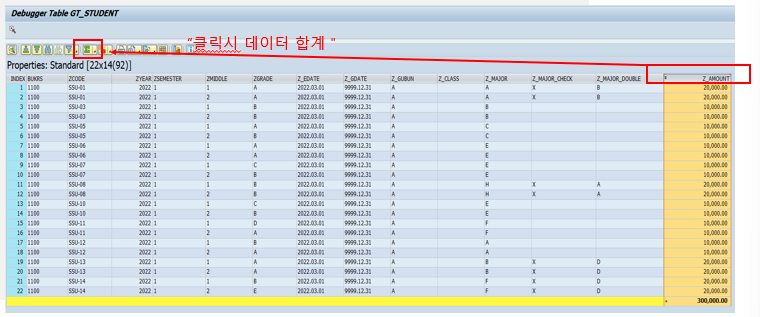 Debugger Table GT_STUDENT
"클릭시 데이터 합계 "
Properties: Standard [22x14(92)]
INDEX BUKRS ZCODE ZYEAR ZSEMESTER ZMIDDLE ZGRADE Z_EDATE Z_GDATE Z_GUBUN Z_CLASS Z_MAJOR Z_MAJOR_CHECK Z_MAJOR_DOUBLE Z_AMOUNT
1 1100 SSU-01 2022 1 1 A 2022.03.01 9999.12.31 A A X B 20,000.00
2 1100 SSU-01 2022 1 2 A 2022.03.01 9999.12.31 A A X B 20,000.00
3 1100 SSU-03 2022 1 1 B 2022.03.01 9999.12.31 A B 10,000.00
4 1100 SSU-03 2022 1 2 B 2022.03.01 9999.12.31 A B 10,000.00
5 1100 SSU-05 2022 1 1 A 2022.03.01 9999.12.31 A C 10,000.00
6 1100 SSU-05 2022 1 2 B 2022.03.01 9999.12.31 A C 10,000.00
7 1100 SSU-06 2022 1 1 A 2022.03.01 9999.12.31 A E 10,000.00
8 1100 SSU-06 2022 1 2 A 2022.03.01 9999.12.31 A E 10,000.00
9 1100 SSU-07 2022 1 1 C 2022.03.01 9999.12.31 A E 10,000.00
10 1100 SSU-07 2022 1 2 B 2022.03.01 9999.12.31 A E 10,000.00
11 1100 SSU-08 2022 1 1 B 2022.03.01 9999.12.31 A H X A 20,000.00
12 1100 SSU-08 2022 1 2 B 2022.03.01 9999.12.31 A H X A 20,000.00
13 1100 SSU-10 2022 1 1 C 2022.03.01 9999.12.31 A E 10,000.00
14 1100 SSU-10 2022 1 2 B 2022.03.01 9999.12.31 A E 10,000.00
15 1100 SSU-11 2022 1 1 D 2022.03.01 9999.12.31 A F 10,000.00
16 1100 SSU-11 2022 1 2 A 2022.03.01 9999.12.31 A F 10,000.00
17 1100 SSU-12 2022 1 1 B 2022.03.01 9999.12.31 A A 10,000.00
18 1100 SSU-12 2022 1 2 A 2022.03.01 9999.12.31 A A 10,000.00
19 1100 SSU-13 2022 1 1 A 2022.03.01 9999.12.31 A B X D 20,000.00
20 1100 SSU-13 2022 1 2 A 2022.03.01 9999.12.31 A B X D 20,000.00
21 1100 SSU-14 2022 1 1 B 2022.03.01 9999.12.31 A F X D 20,000.00
22 1100 SSU-14 2022 1 2 E 2022.03.01 9999.12.31 A F X D 20,000.00
300,000.00